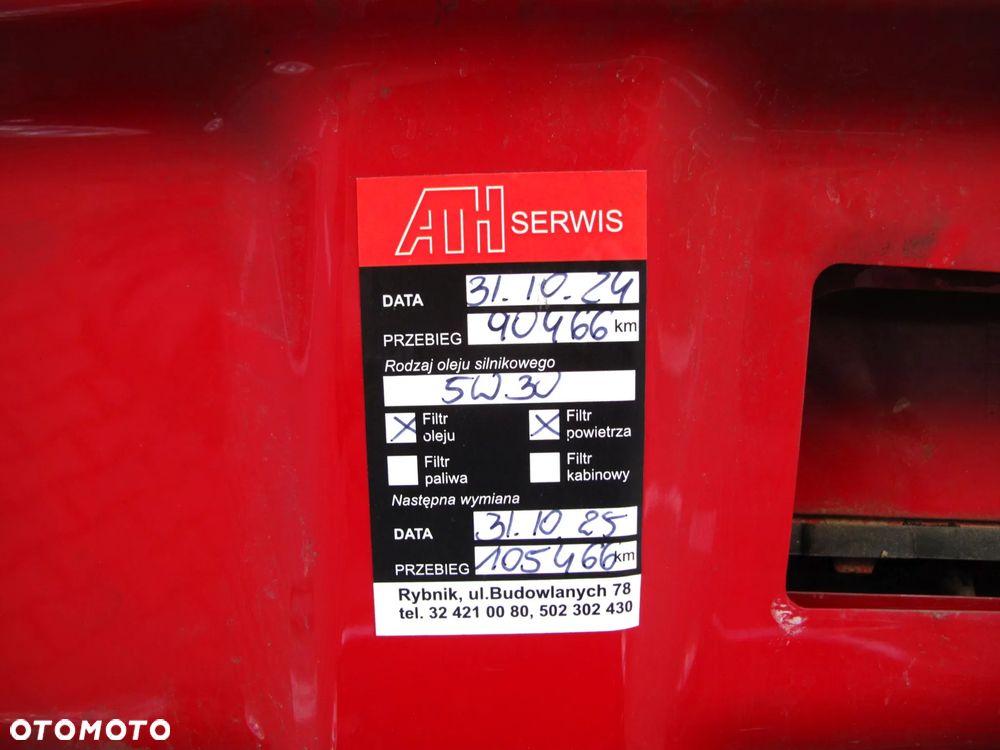 ATH SERWIS
DATA 31.10.24
PRZEBIEG 90466 km
Rodzaj oleju silnikowego
5W30
Filtr oleju Filtr powietrza
Filtr paliwa Filtr kabinowy
Następna wymiana
DATA 31.10.25
PRZEBIEG 105466 km
Rybnik, ul.Budowlanych 78
tel. 32 421 00 80, 502 302 430
OTOMOTO